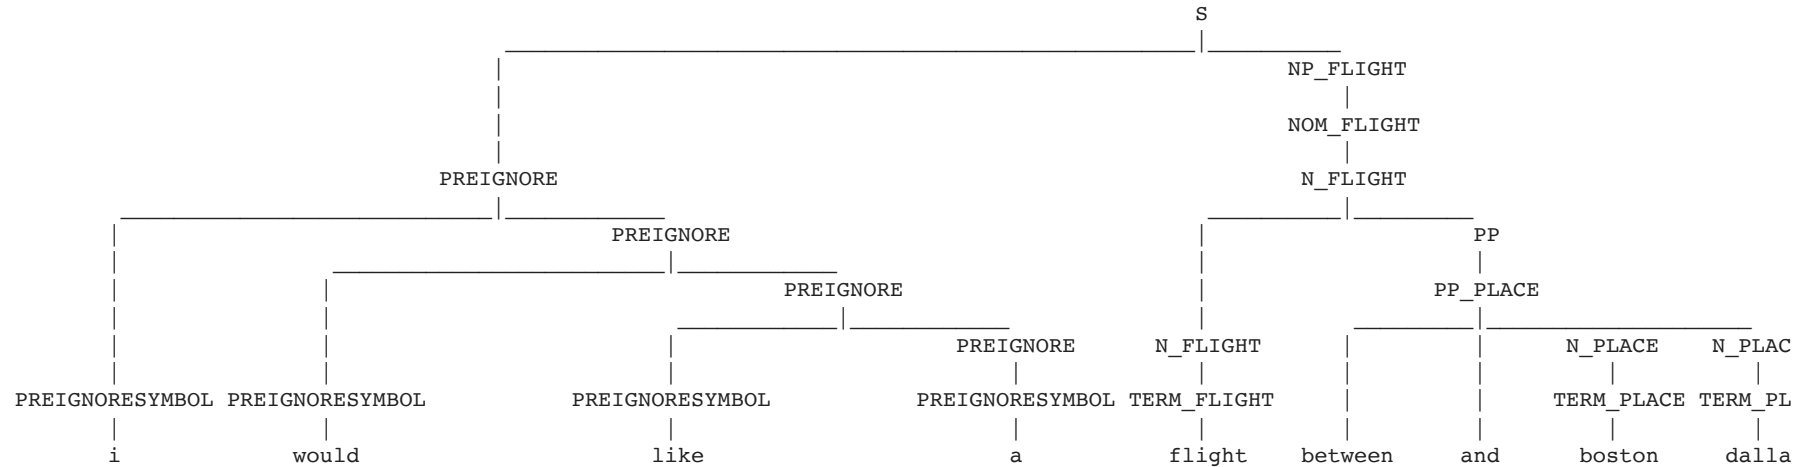 S
NP_FLIGHT
NOM_FLIGHT
PREIGNORE N_FLIGHT
PREIGNORE PP
PREIGNORE PP_PLACE
PREIGNORE N_FLIGHT N_PLACE N_PLAC
PREIGNORESYMBOL PREIGNORESYMBOL PREIGNORESYMBOL PREIGNORESYMBOL TERM_FLIGHT TERM_PLACE TERM_PL
i would like a flight between and boston dalla